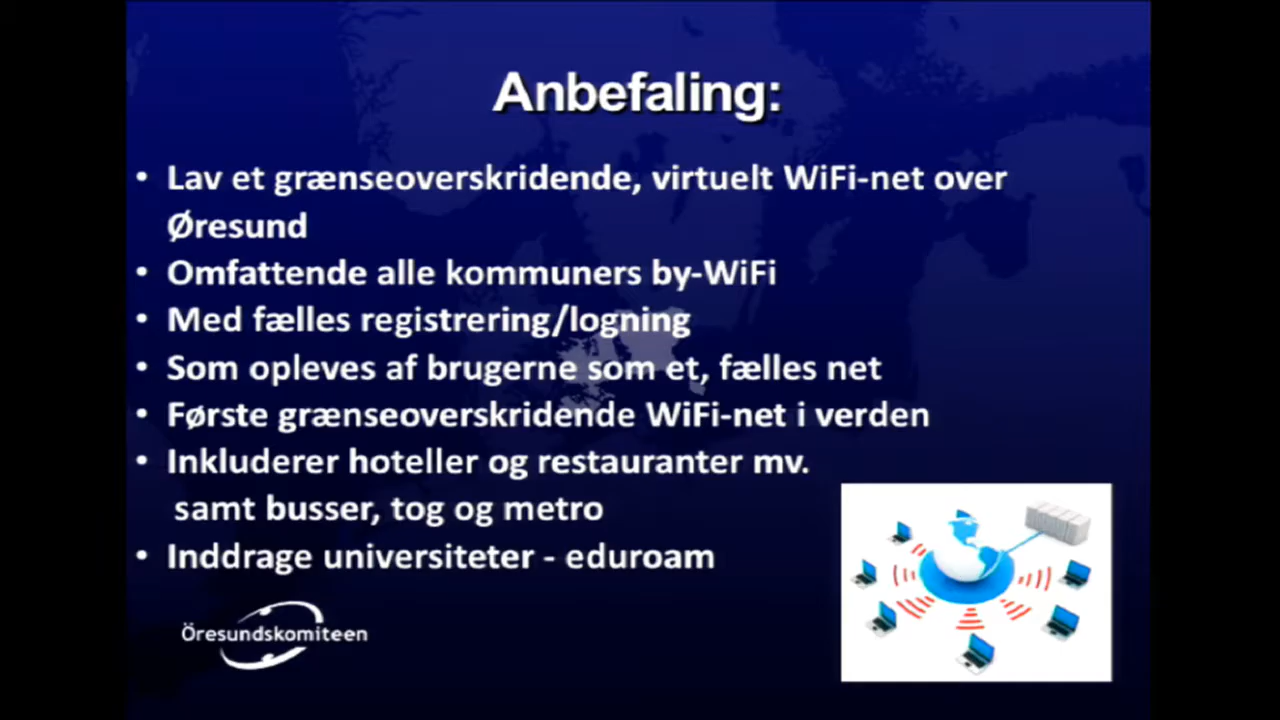 Anbefaling:
• Lav et grænseoverskridende, virtuelt WiFi-net over
Øresund
• Omfattende alle kommuners by-WiFi
• Med fælles registrering/logning
• Som opleves af brugerne som et, fælles net
• Første grænseoverskridende WiFi-net i verden
• Inkluderer hoteller og restauranter mv.
samt busser, tog og metro
• Inddrage universiteter - eduroam
Öresundskomiteen